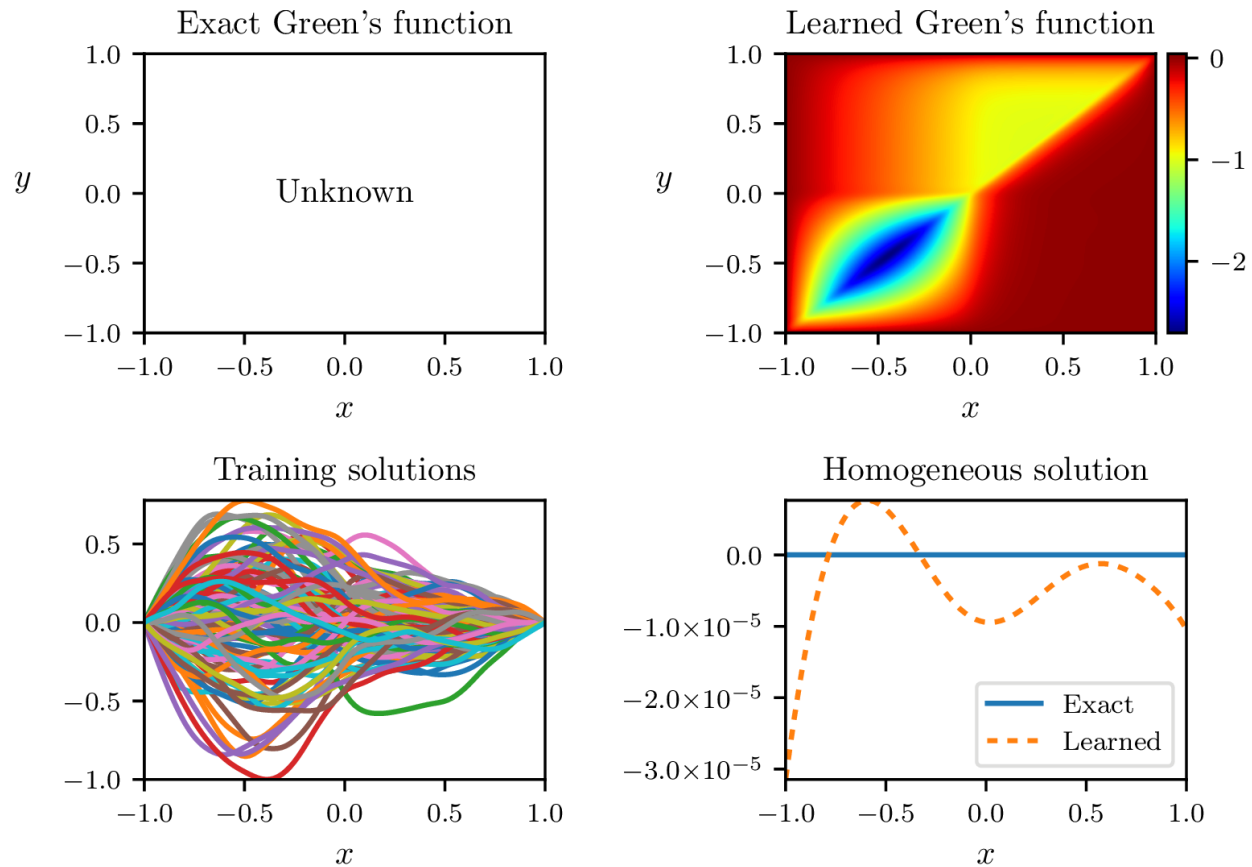 Exact Green's function
1.0
0.5
y
0.0
−0.5
−1.0
Unknown
−1.0 −0.5 0.0 0.5 1.0
x
Learned Green's function
1.0
0.5
y
0.0
−0.5
−1.0
0
−1
−2
−1.0 −0.5 0.0 0.5 1.0
x
Training solutions
0.5
0.0
−0.5
−1.0
−1.0 −0.5 0.0 0.5 1.0
x
Homogeneous solution
0.0
−1.0×10⁻⁵
−2.0×10⁻⁵
−3.0×10⁻⁵
Exact
Learned
−1.0 −0.5 0.0 0.5 1.0
x